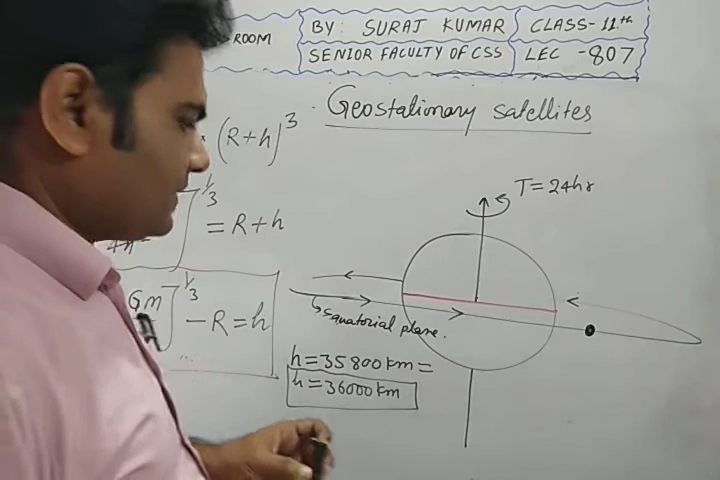 ROOM
BY: SURAJ KUMAR
CLASS-11th
SENIOR FACULTY OF CSS
LEC -807
Geostationary satellites
(R+h)³
T=24hr
1/3
=R+h
4π²
GM
1/3
-R=h
Equatorial plane.
h=35800km=
h=36000km